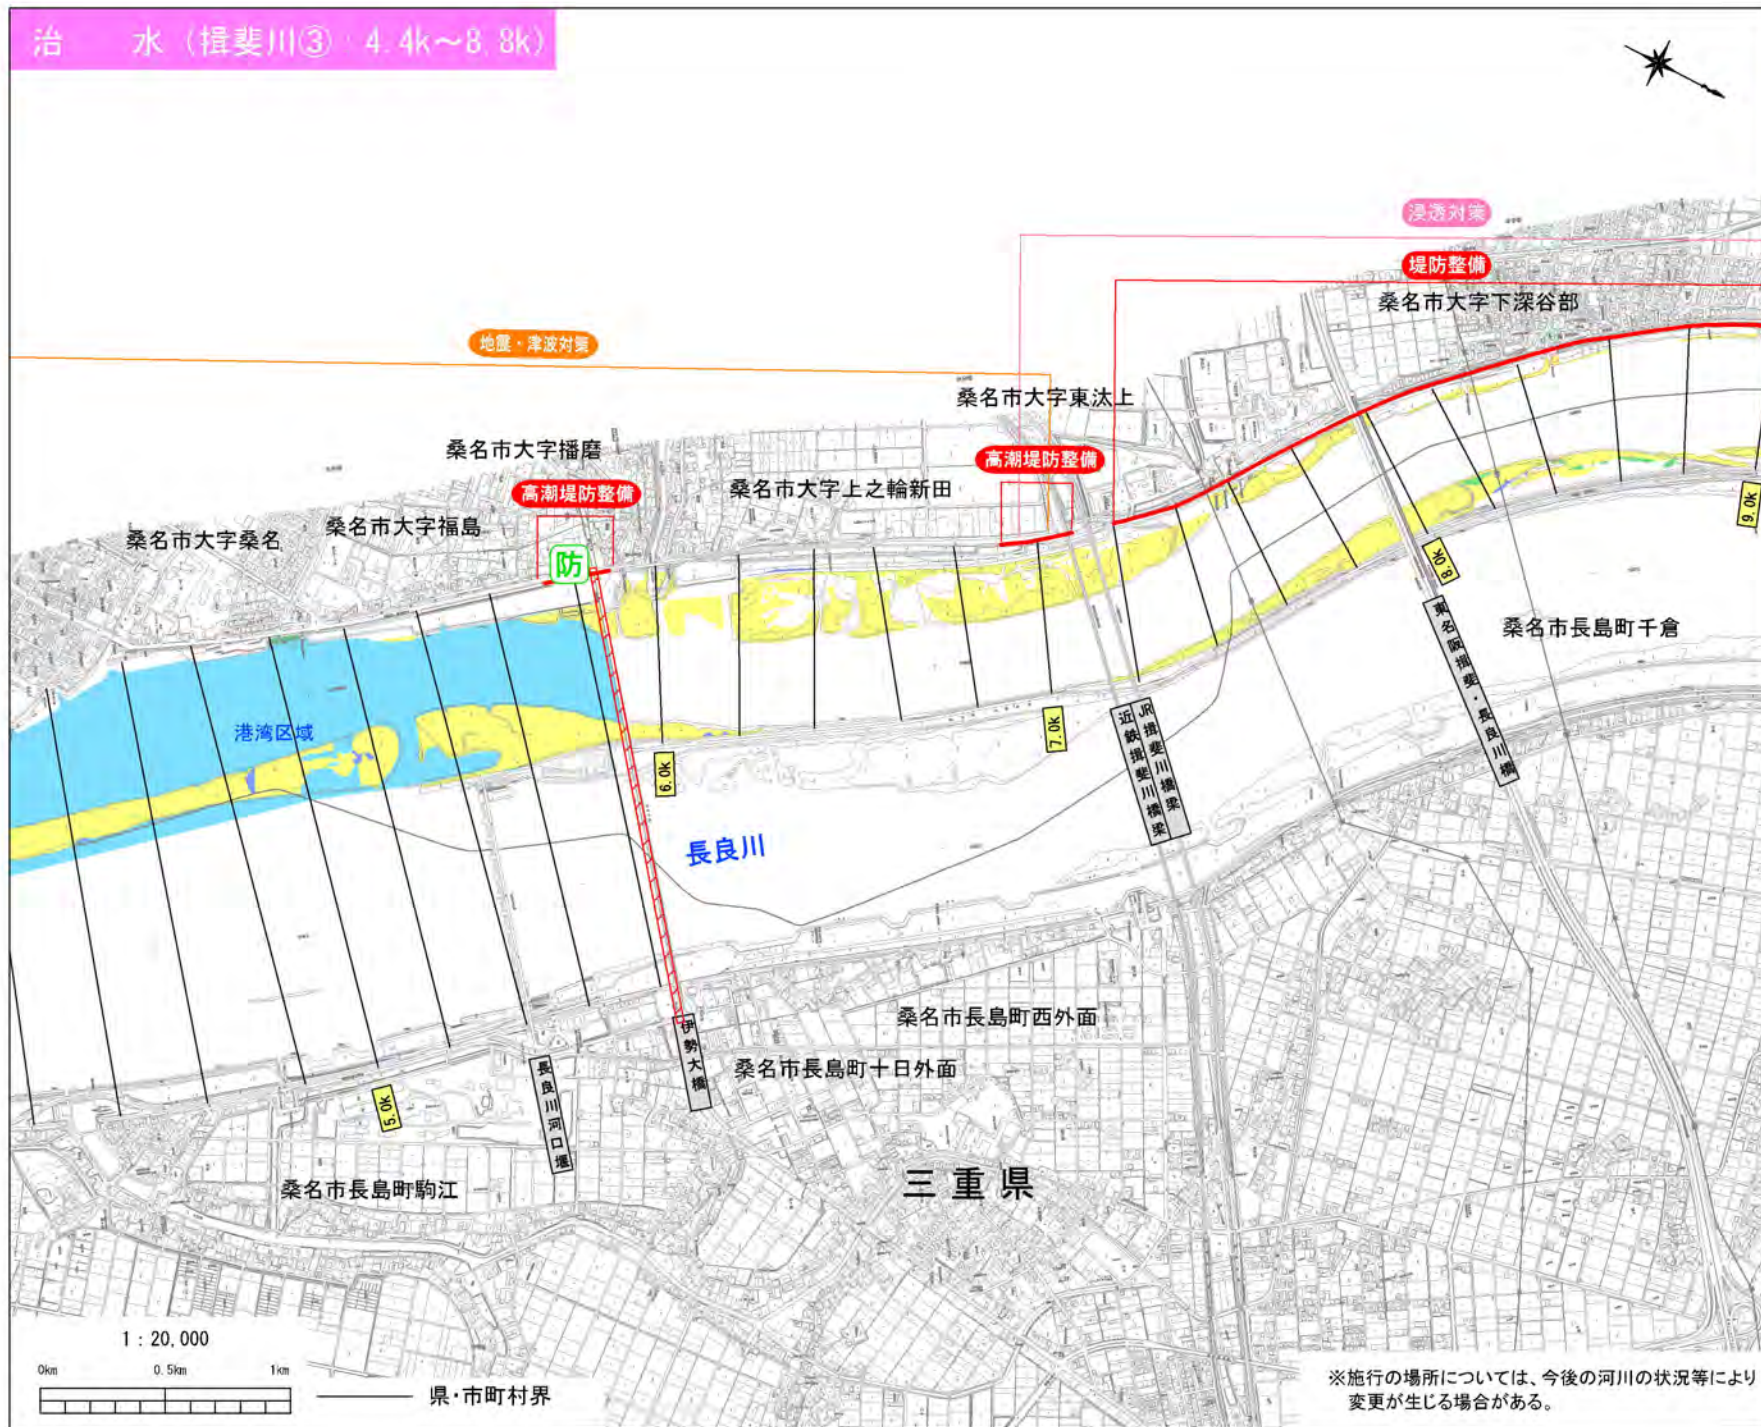 治　　水（揖斐川③ 4.4k～8.8k）
浸透対策
堤防整備
桑名市大字下深谷部
地震・津波対策
桑名市大字東汰上
桑名市大字播磨
高潮堤防整備
高潮堤防整備
桑名市大字上之輪新田
桑名市大字福島
桑名市大字桑名
防
9.0k
8.0k
東名阪揖斐・長良川橋
桑名市長島町千倉
港湾区域
7.0k
6.0k
JR揖斐川橋梁
近鉄揖斐川橋梁
長良川
桑名市長島町西外面
伊勢大橋
桑名市長島町十日外面
長良川河口堰
5.0k
桑名市長島町駒江
三重県
1：20,000
0km 0.5km 1km
県・市町村界
※施行の場所については、今後の河川の状況等により
変更が生じる場合がある。